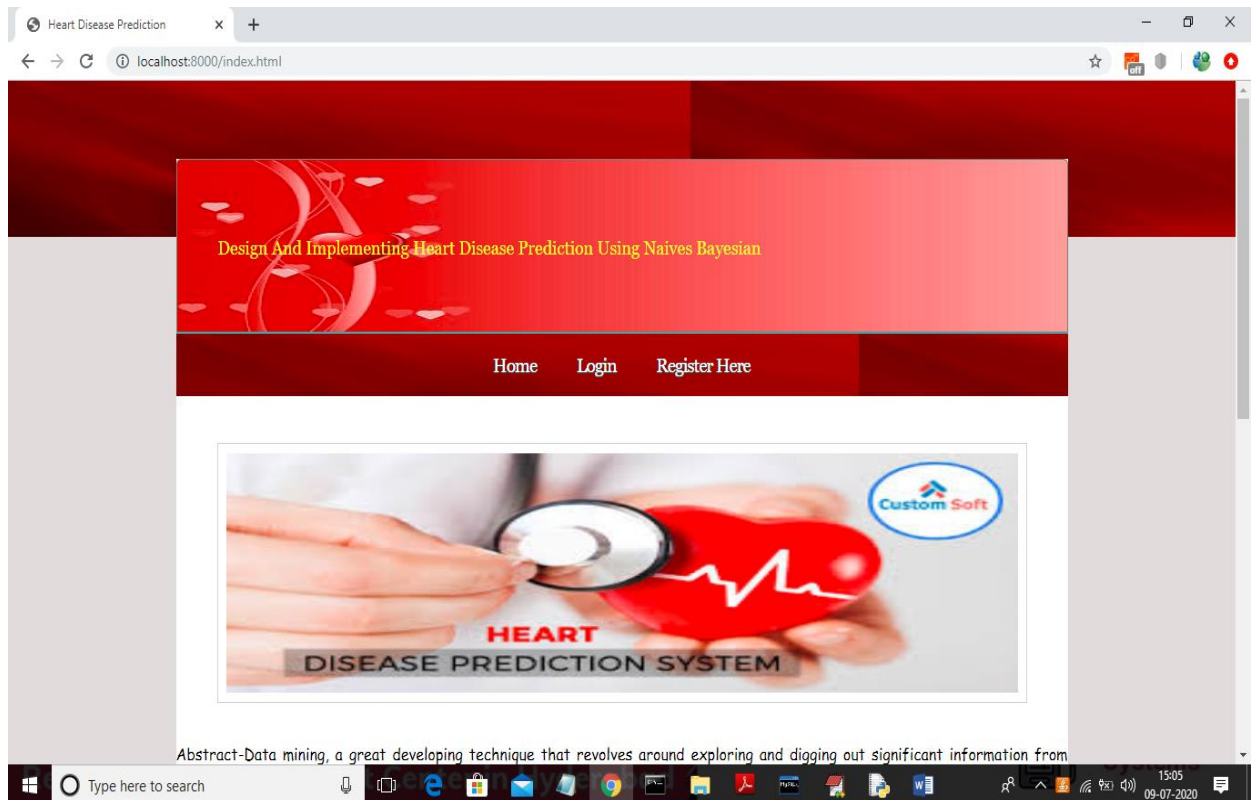 Heart Disease Prediction
localhost:8000/index.html
off
Design And Implementing Heart Disease Prediction Using Naives Bayesian
Home Login Register Here
Custom Soft
HEART
DISEASE PREDICTION SYSTEM
Abstract-Data mining, a great developing technique that revolves around exploring and digging out significant information from
Type here to search
15:05
09-07-2020